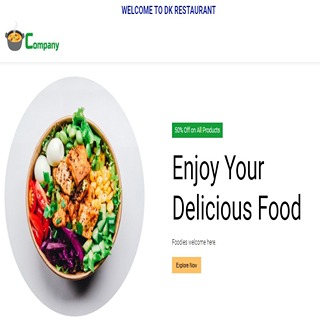 WELCOME TO DK RESTAURANT
Company
50% Off on All Products
Enjoy Your
Delicious Food
Foodies welcome here.
Explore Now